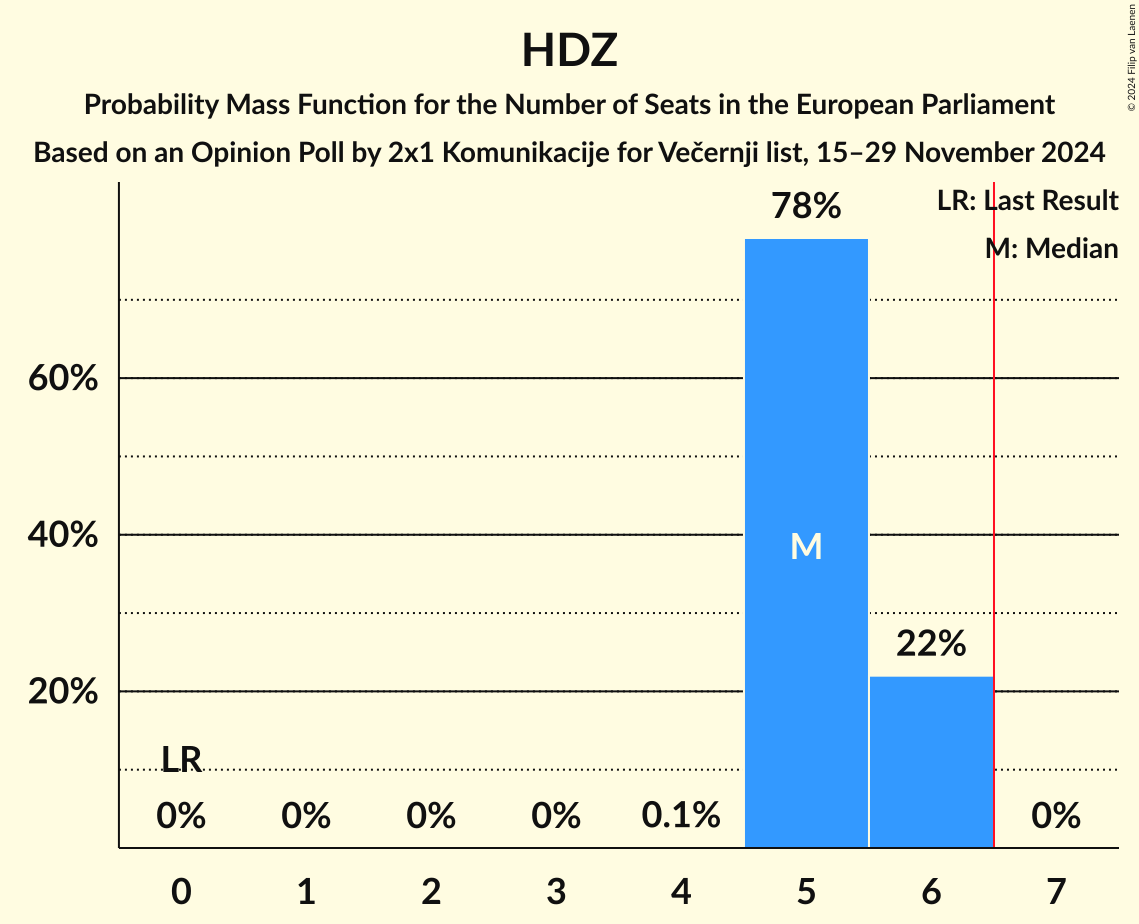 HDZ
Probability Mass Function for the Number of Seats in the European Parliament
Based on an Opinion Poll by 2x1 Komunikacije for Večernji list, 15–29 November 2024
© 2024 Filip van Laenen
LR: Last Result
M: Median
78%
60%
40%
M
22%
20%
LR
0% 0% 0% 0% 0.1% 0%
0 1 2 3 4 5 6 7